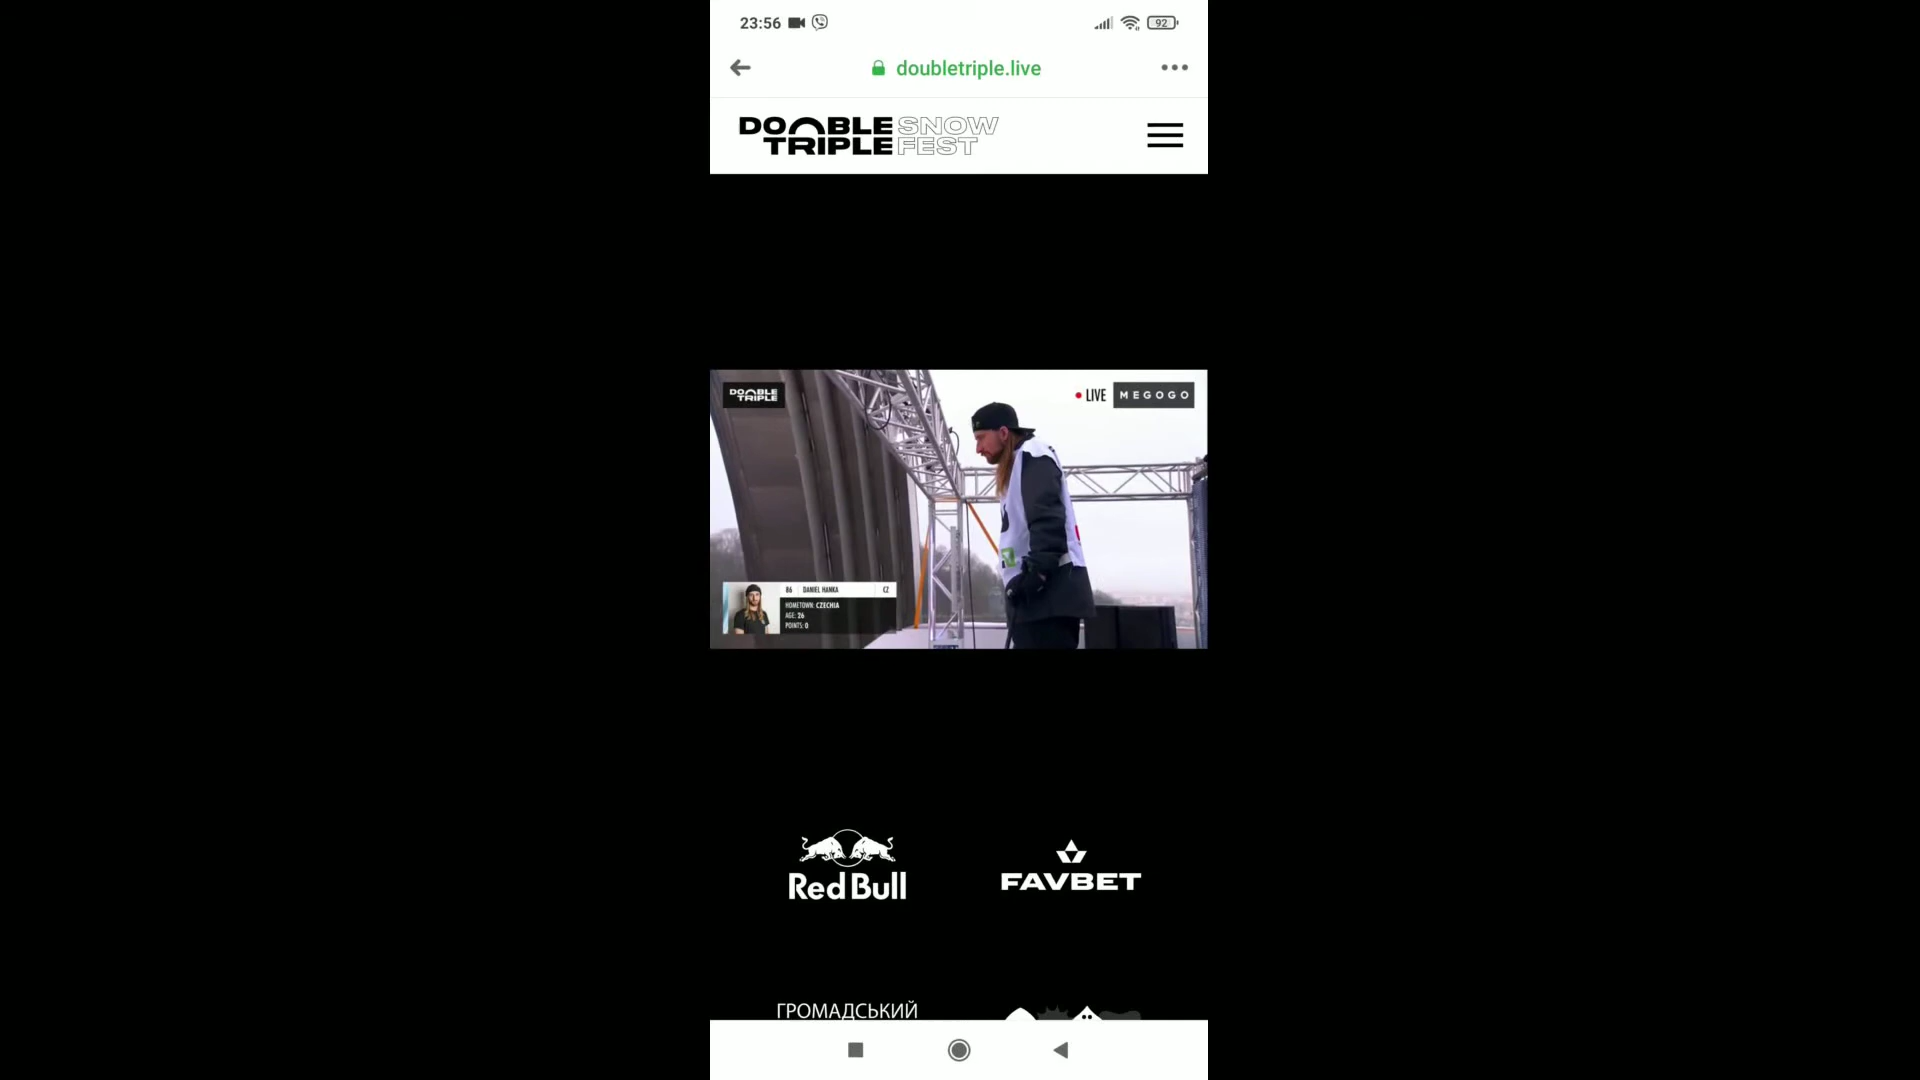 23:56
92
doubletriple.live
DOUBLE SNOW
TRIPLE FEST
DOUBLE
TRIPLE
LIVE MEGOGO
86 DANIEL HANKA CZ
HOMETOWN: CZECHIA
AGE: 26
POINTS: 0
Red Bull
FAVBET
ГРОМАДСЬКИЙ